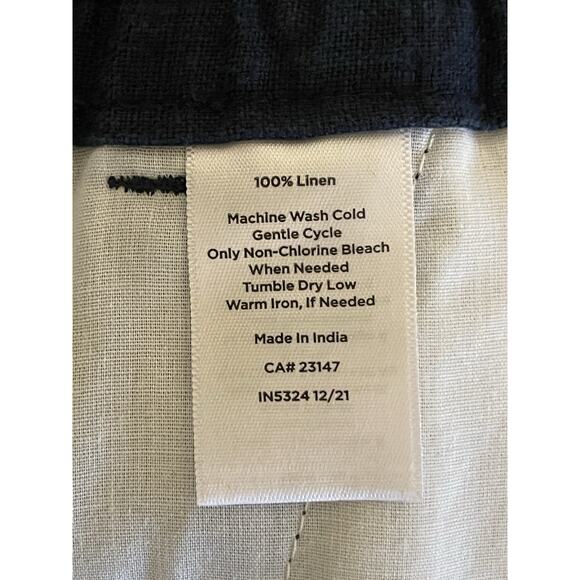 100% Linen
Machine Wash Cold
Gentle Cycle
Only Non-Chlorine Bleach
When Needed
Tumble Dry Low
Warm Iron, If Needed
Made In India
CA# 23147
IN5324 12/21